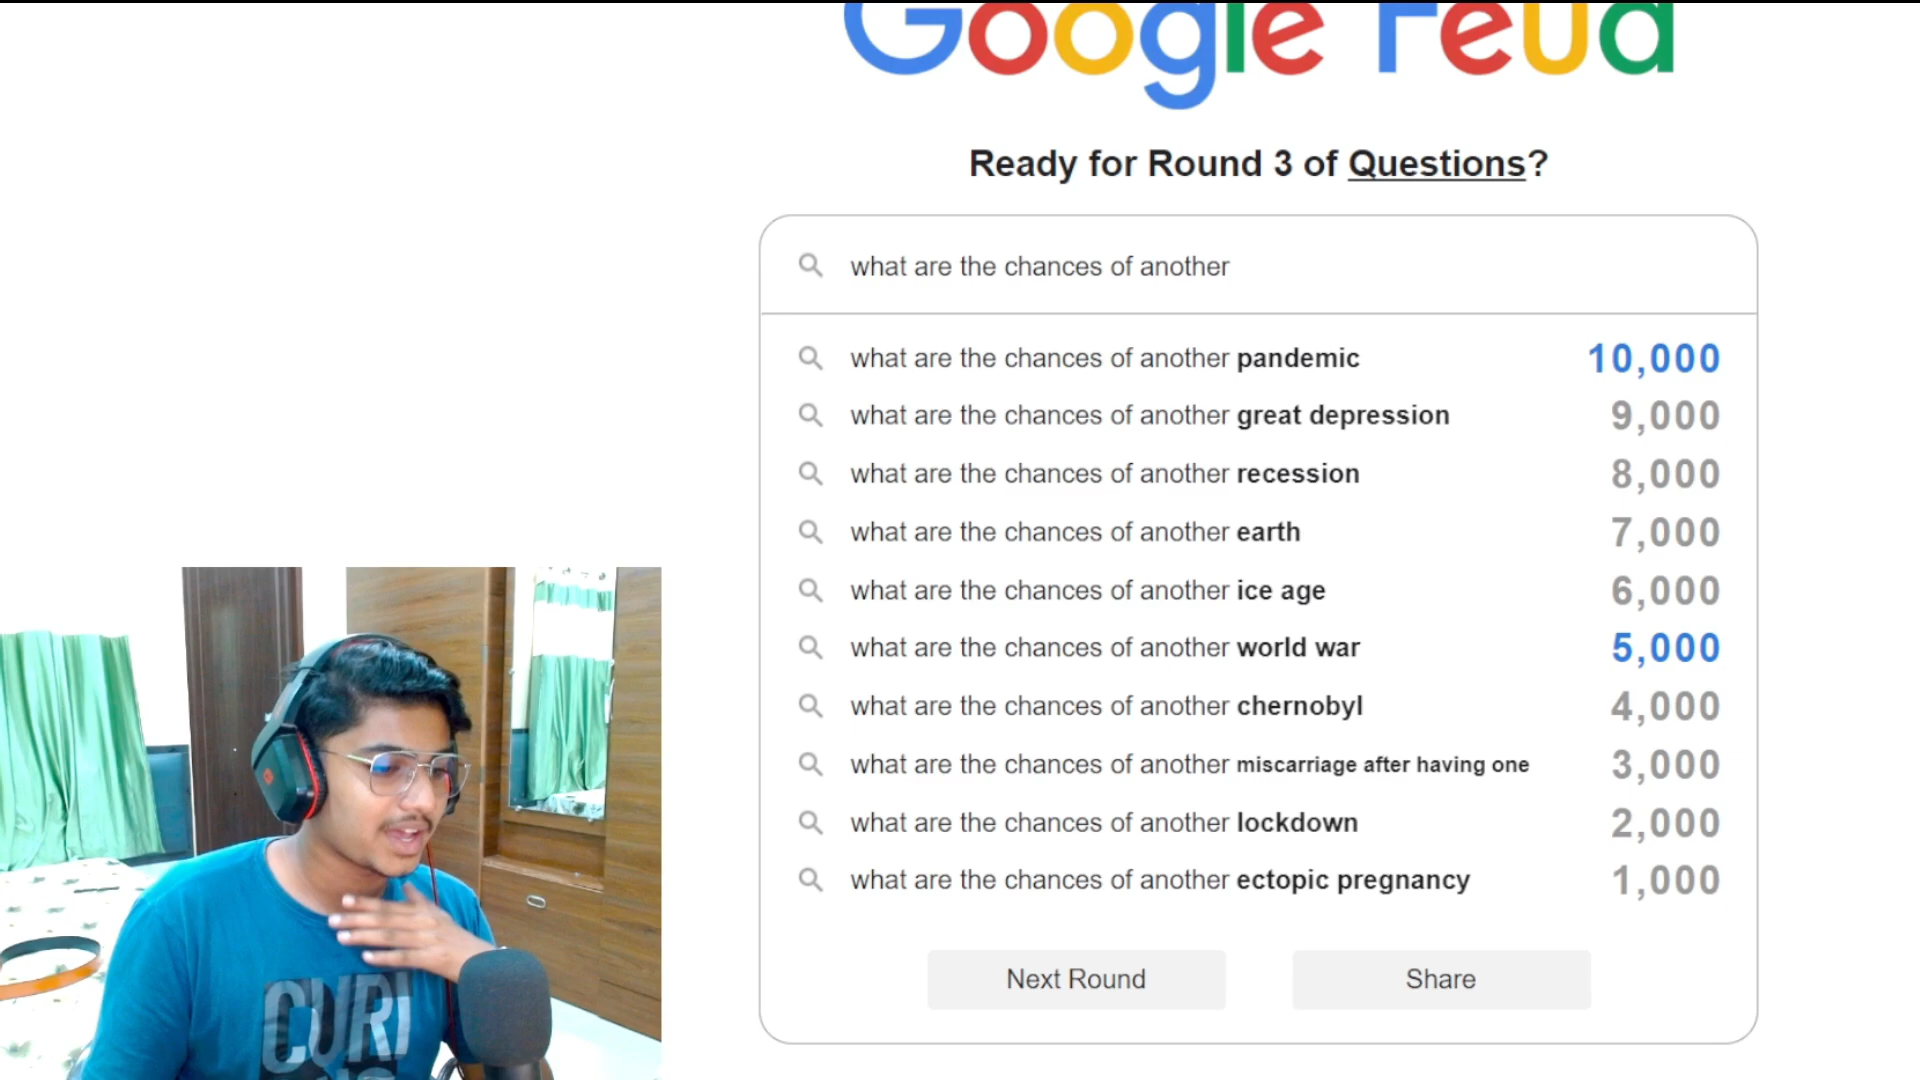 Google Feud
Ready for Round 3 of Questions?
what are the chances of another
what are the chances of another pandemic 10,000
what are the chances of another great depression 9,000
what are the chances of another recession 8,000
what are the chances of another earth 7,000
what are the chances of another ice age 6,000
what are the chances of another world war 5,000
what are the chances of another chernobyl 4,000
what are the chances of another miscarriage after having one 3,000
what are the chances of another lockdown 2,000
what are the chances of another ectopic pregnancy 1,000
Next Round Share
CURI